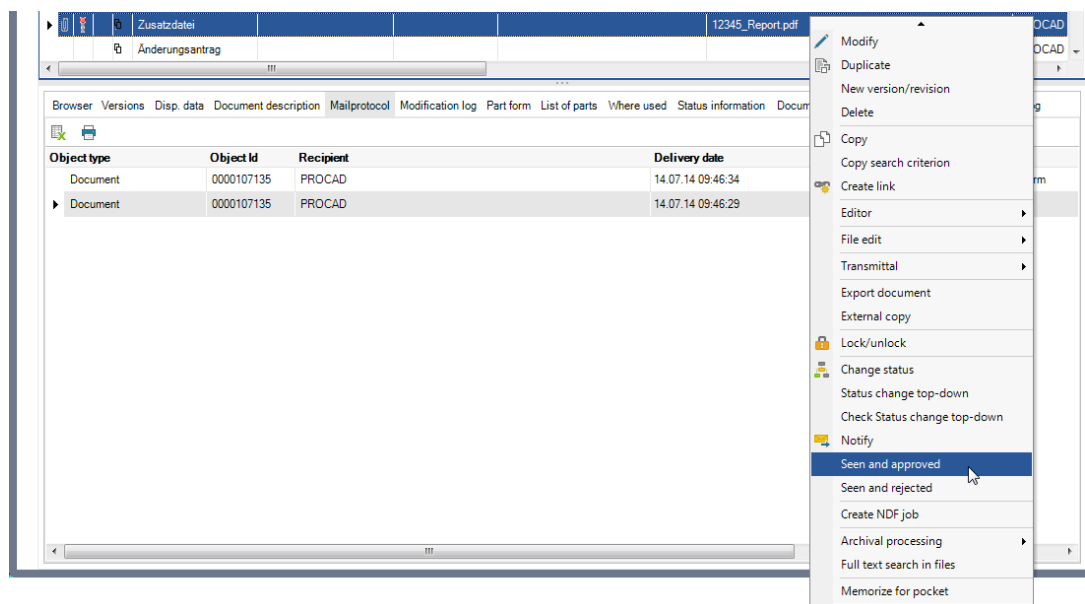 Zusatzdatei 12345_Report.pdf OCAD
Änderungsantrag OCAD
Browser Versions Disp. data Document description Mailprotocol Modification log Part form List of parts Where used Status information Docum g
Object type Object Id Recipient Delivery date
Document 0000107135 PROCAD 14.07.14 09:46:34 rm
Document 0000107135 PROCAD 14.07.14 09:46:29
Modify
Duplicate
New version/revision
Delete
Copy
Copy search criterion
Create link
Editor
File edit
Transmittal
Export document
External copy
Lock/unlock
Change status
Status change top-down
Check Status change top-down
Notify
Seen and approved
Seen and rejected
Create NDF job
Archival processing
Full text search in files
Memorize for pocket